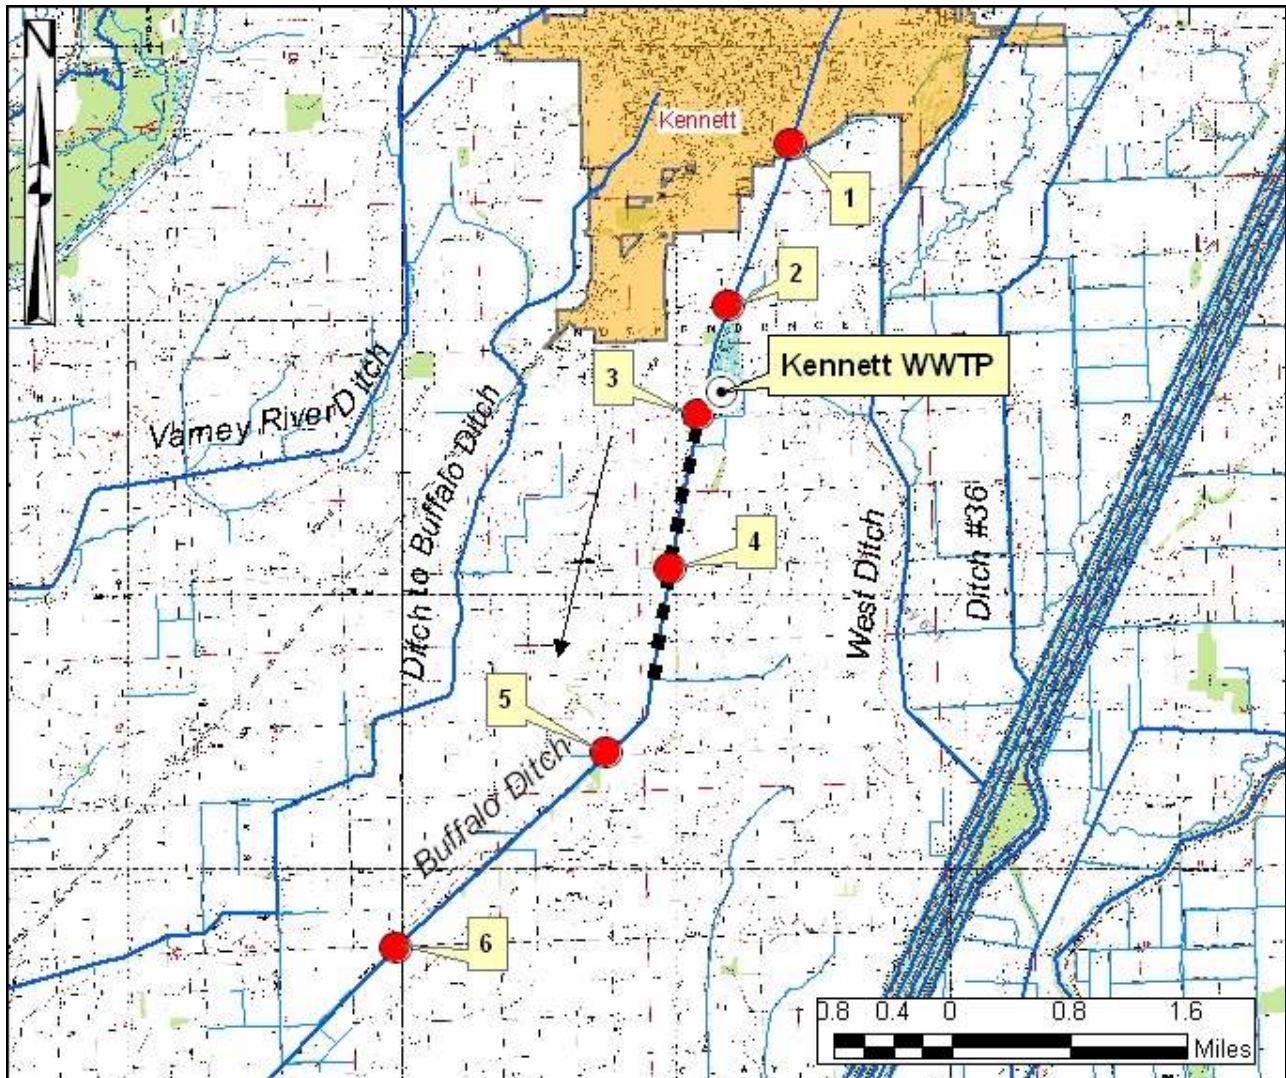 N
Kennett
1
2
Kennett WWTP
3
Varney River Ditch
Ditch to Buffalo Ditch
4
West Ditch
Ditch #36
5
Buffalo Ditch
6
0.8 0.4 0 0.8 1.6
Miles